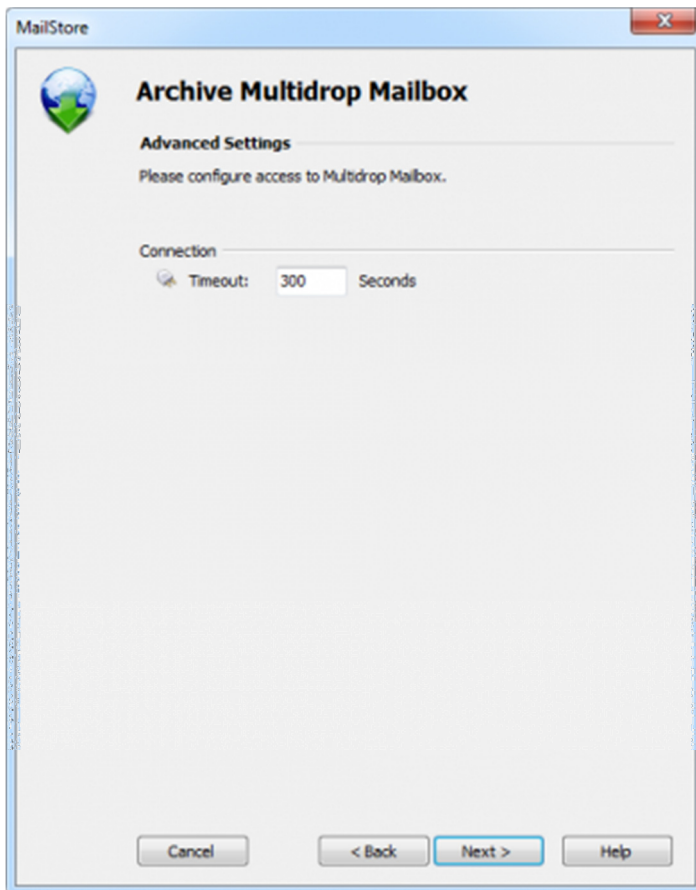 MailStore
Archive Multidrop Mailbox
Advanced Settings
Please configure access to Multidrop Mailbox.
Connection
Timeout: 300 Seconds
Cancel < Back Next > Help